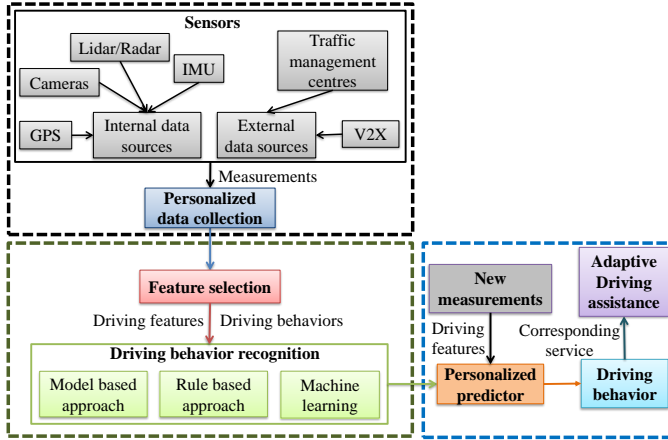 Sensors
Lidar/Radar
Traffic
management
centres
Cameras
IMU
GPS
Internal data
sources
External
data sources
V2X
Measurements
Personalized
data collection
Feature selection
Driving features
Driving behaviors
Driving behavior recognition
Model based
approach
Rule based
approach
Machine
learning
New
measurements
Adaptive
Driving
assistance
Driving
features
Corresponding
service
Personalized
predictor
Driving
behavior